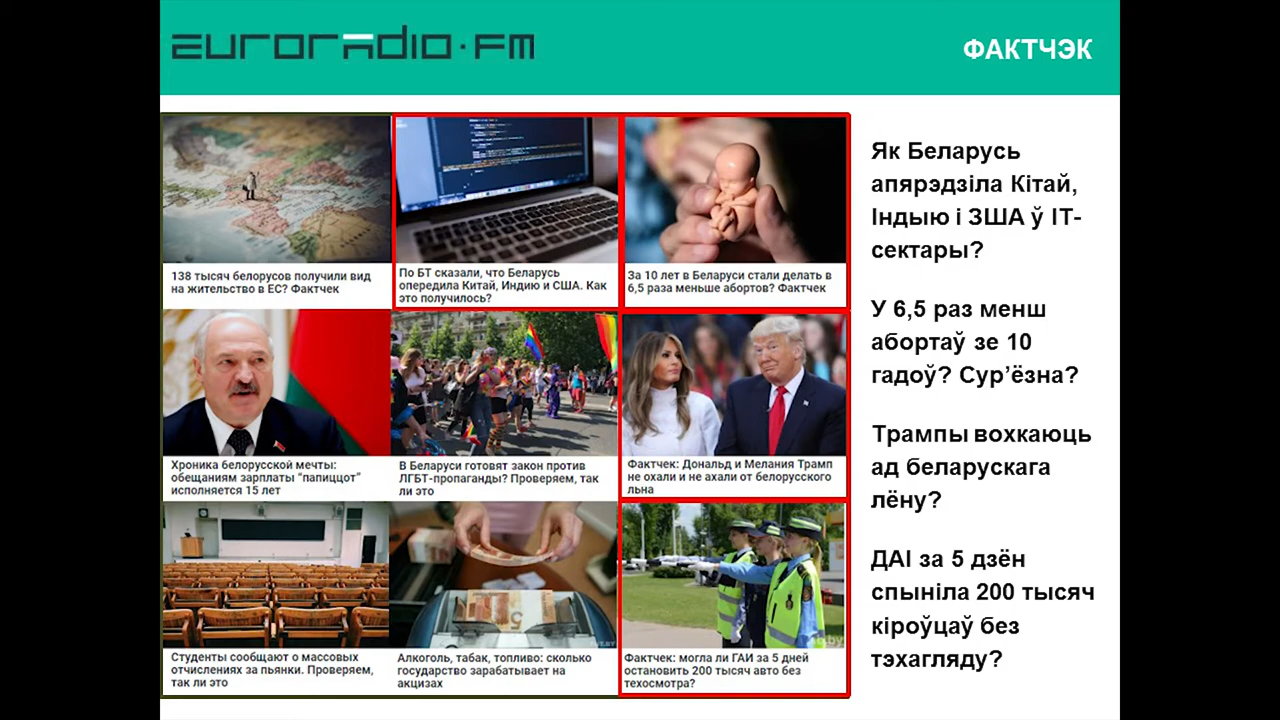 euroradio·fm
ФАКТЧЭК
138 тысяч белорусов получили вид
на жительство в ЕС? Фактчек
По БТ сказали, что Беларусь
опередила Китай, Индию и США. Как
это получилось?
За 10 лет в Беларуси стали делать в
6,5 раза меньше абортов? Фактчек
Хроника белорусской мечты:
обещаниям зарплаты “папиццот”
исполняется 15 лет
В Беларуси готовят закон против
ЛГБТ-пропаганды? Проверяем, так
ли это
Фактчек: Дональд и Мелания Трамп
не охали и не ахали от белорусского
льна
Студенты сообщают о массовых
отчислениях за пьянки. Проверяем,
так ли это
Алкоголь, табак, топливо: сколько
государство зарабатывает на
акцизах
Фактчек: могла ли ГАИ за 5 дней
остановить 200 тысяч авто без
техосмотра?
Як Беларусь
апярэдзіла Кітай,
Індыю і ЗША ў ІТ-
сектары?
У 6,5 раз менш
абортаў зе 10
гадоў? Сур’ёзна?
Трампы вохкаюць
ад беларускага
лёну?
ДАІ за 5 дзён
спыніла 200 тысяч
кіроўцаў без
тэхагляду?